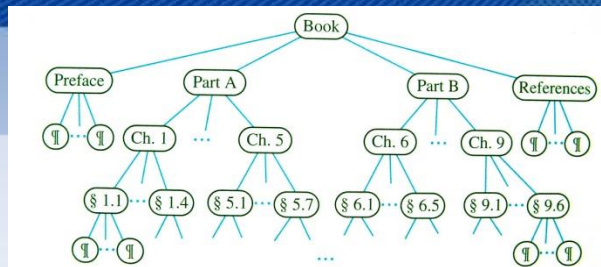 Book
Preface Part A Part B References
¶ ... ¶ Ch. 1 ... Ch. 5 Ch. 6 ... Ch. 9 ¶ ... ¶
§ 1.1 ... § 1.4 § 5.1 ... § 5.7 § 6.1 ... § 6.5 § 9.1 ... § 9.6
¶ ... ¶ ... ¶ ... ¶